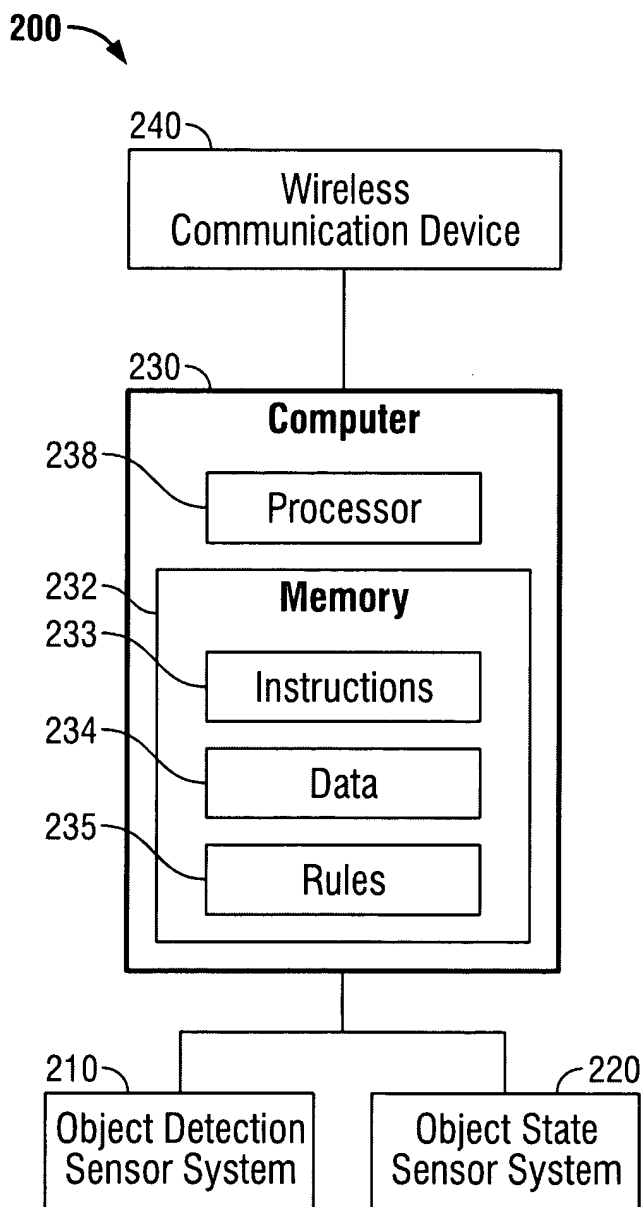 200
240
Wireless
Communication Device
230
Computer
238
Processor
232
Memory
233
Instructions
234
Data
235
Rules
210
Object Detection
Sensor System
220
Object State
Sensor System